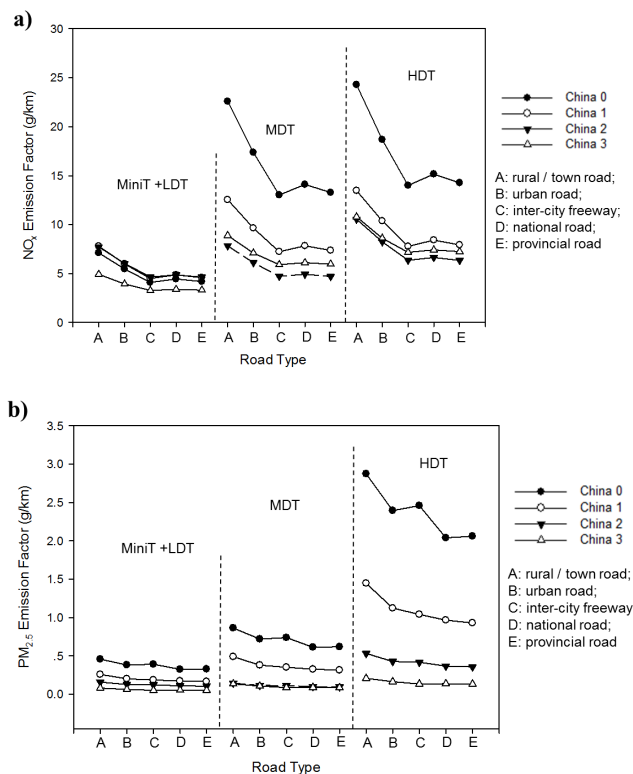 a)
NOx Emission Factor (g/km)
30
25
20
15
10
5
0
MiniT +LDT
MDT
HDT
A B C D E A B C D E A B C D E
Road Type
China 0
China 1
China 2
China 3
A: rural / town road;
B: urban road;
C: inter-city freeway;
D: national road;
E: provincial road
b)
PM2.5 Emission Factor (g/km)
3.5
3.0
2.5
2.0
1.5
1.0
.5
0.0
MiniT +LDT
MDT
HDT
A B C D E A B C D E A B C D E
Road Type
China 0
China 1
China 2
China 3
A: rural / town road;
B: urban road;
C: inter-city freeway
D: national road;
E: provincial road